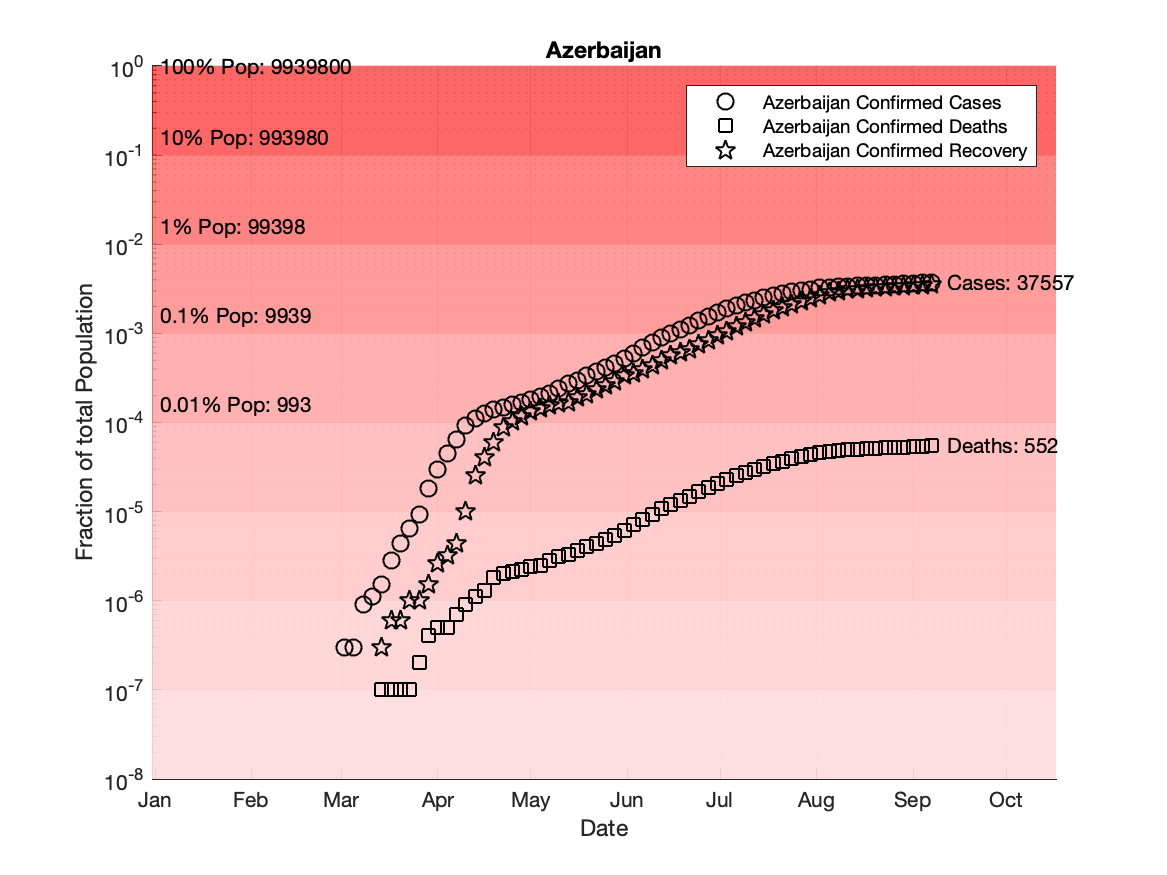 Azerbaijan
10^0
100% Pop: 9939800
Azerbaijan Confirmed Cases
Azerbaijan Confirmed Deaths
Azerbaijan Confirmed Recovery
10% Pop: 993980
10^-1
1% Pop: 99398
10^-2
Cases: 37557
0.1% Pop: 9939
10^-3
0.01% Pop: 993
10^-4
Deaths: 552
10^-5
10^-6
10^-7
10^-8
Fraction of total Population
Jan Feb Mar Apr May Jun Jul Aug Sep Oct
Date